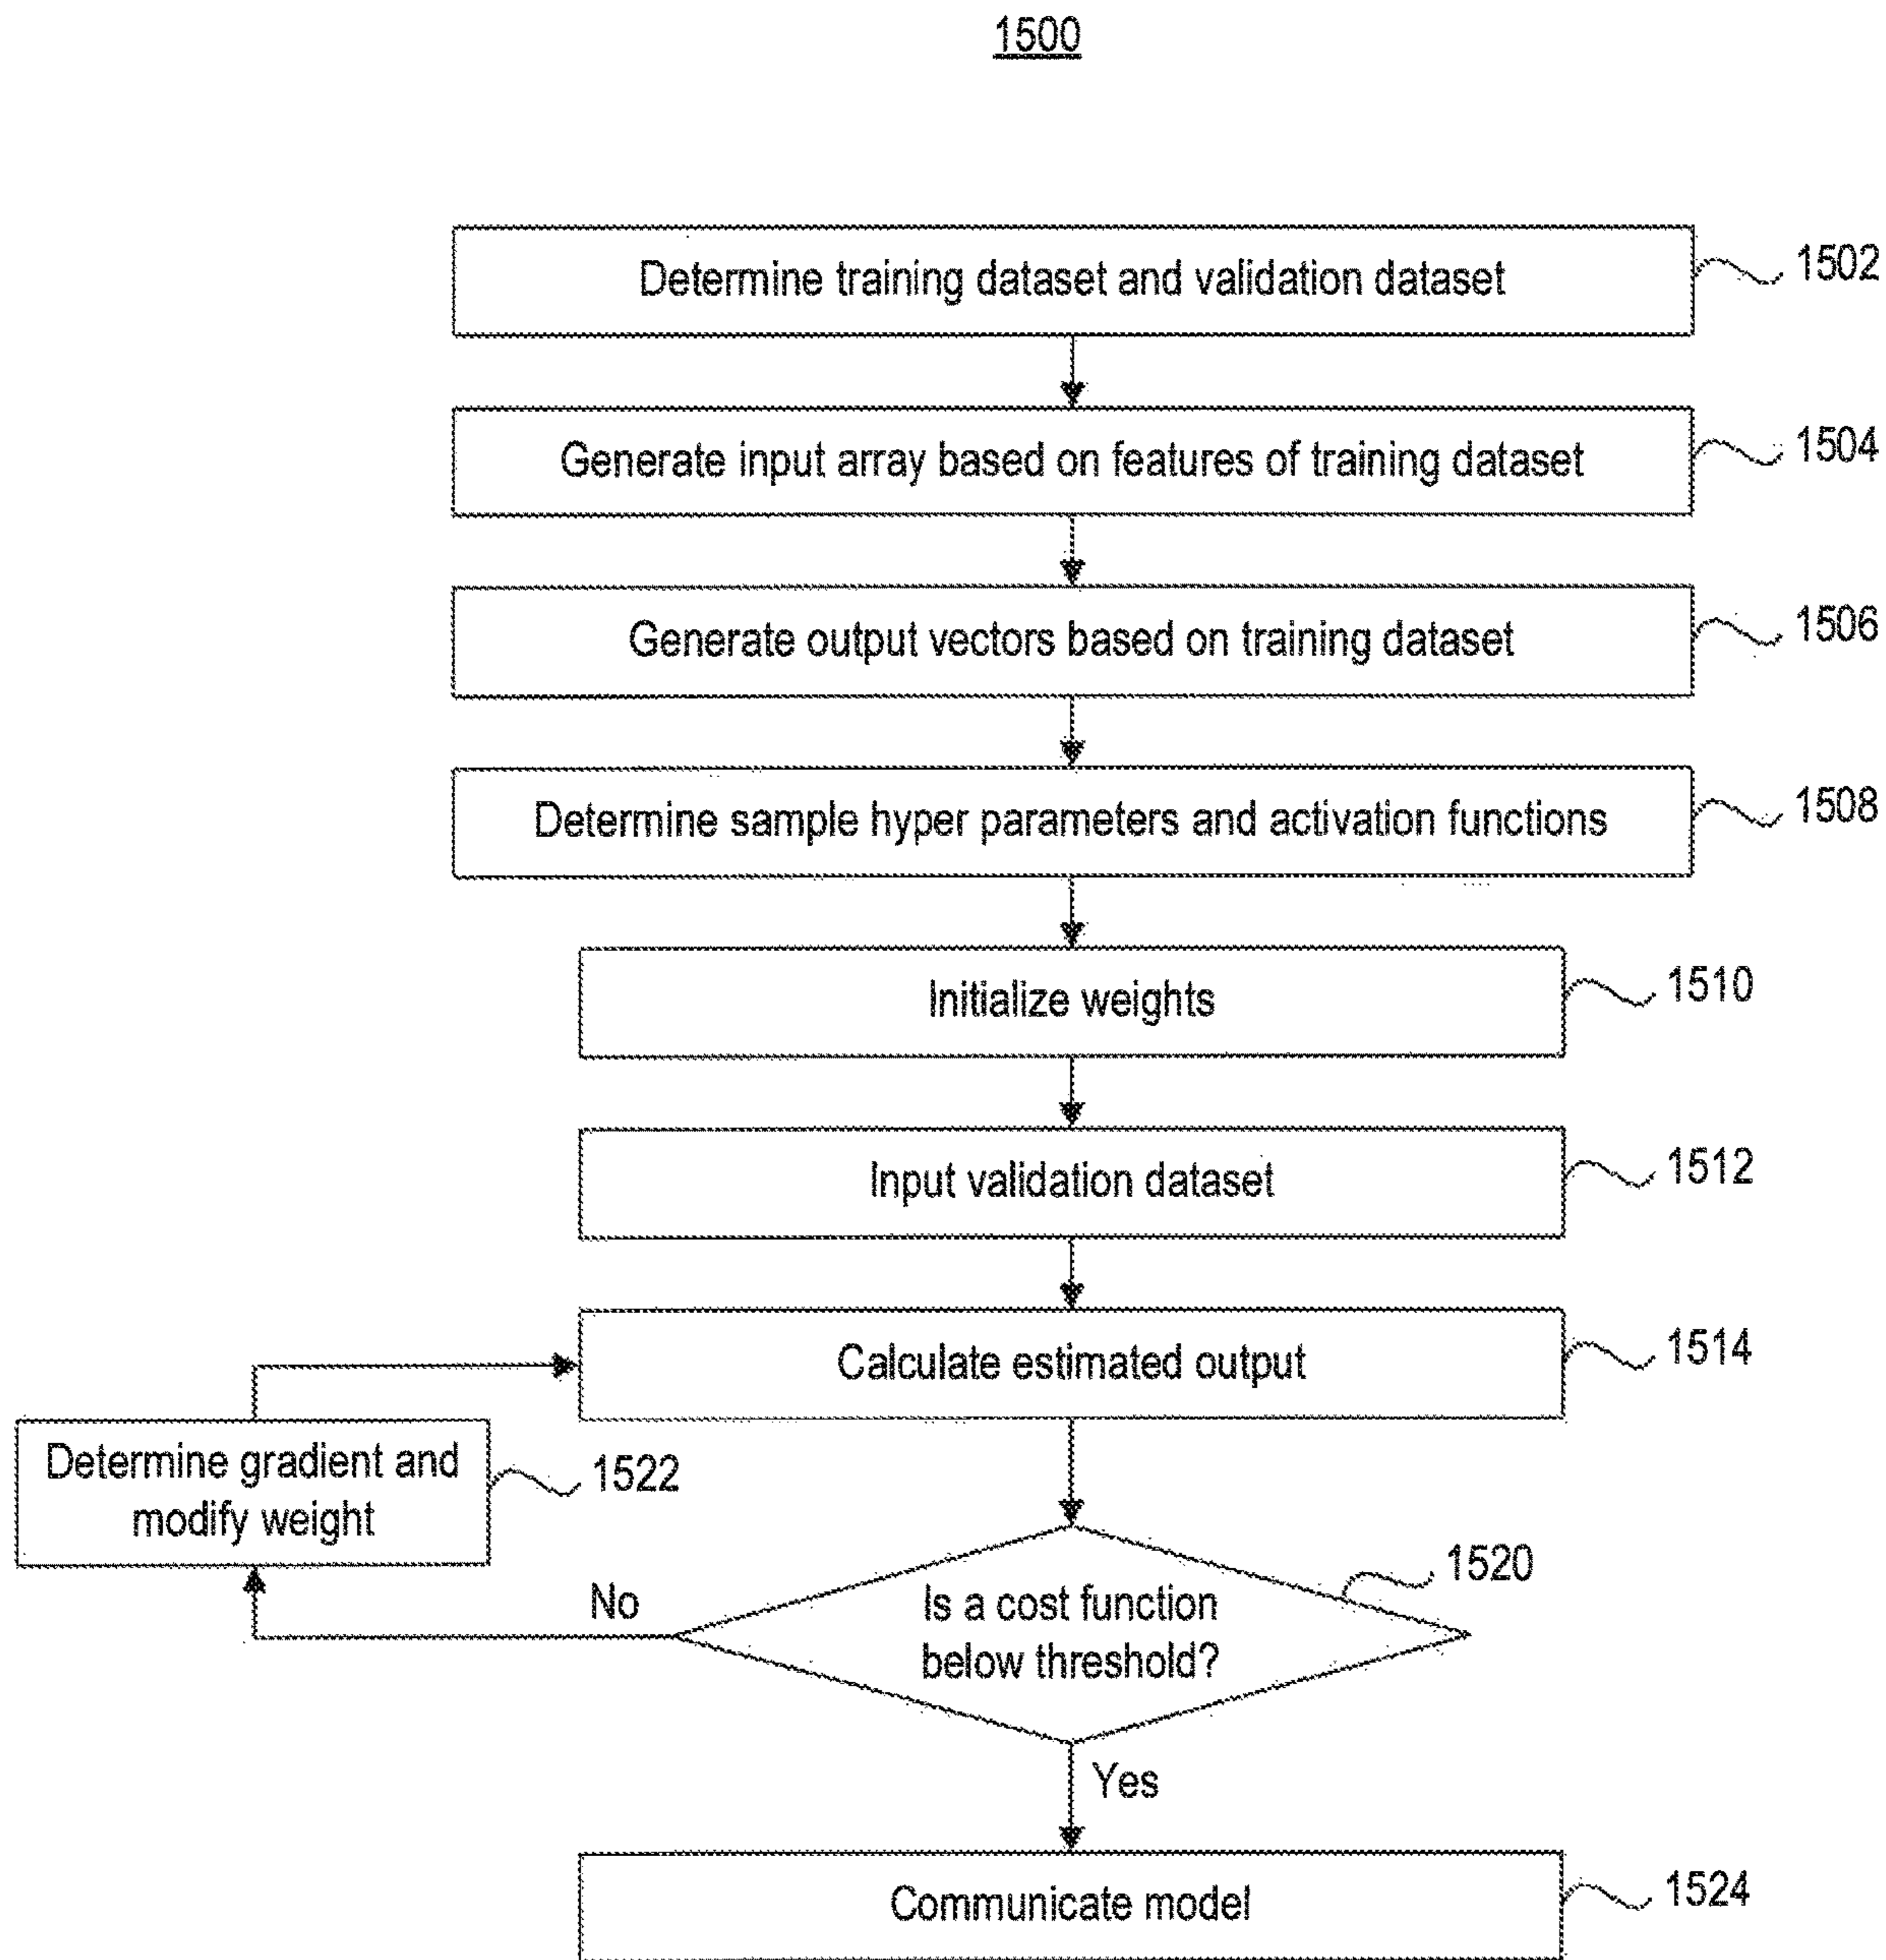 1500
Determine training dataset and validation dataset
1502
Generate input array based on features of training dataset
1504
Generate output vectors based on training dataset
1506
Determine sample hyper parameters and activation functions
1508
Initialize weights
1510
Input validation dataset
1512
Calculate estimated output
1514
Determine gradient and
modify weight
1522
Is a cost function
below threshold?
1520
No
Yes
Communicate model
1524